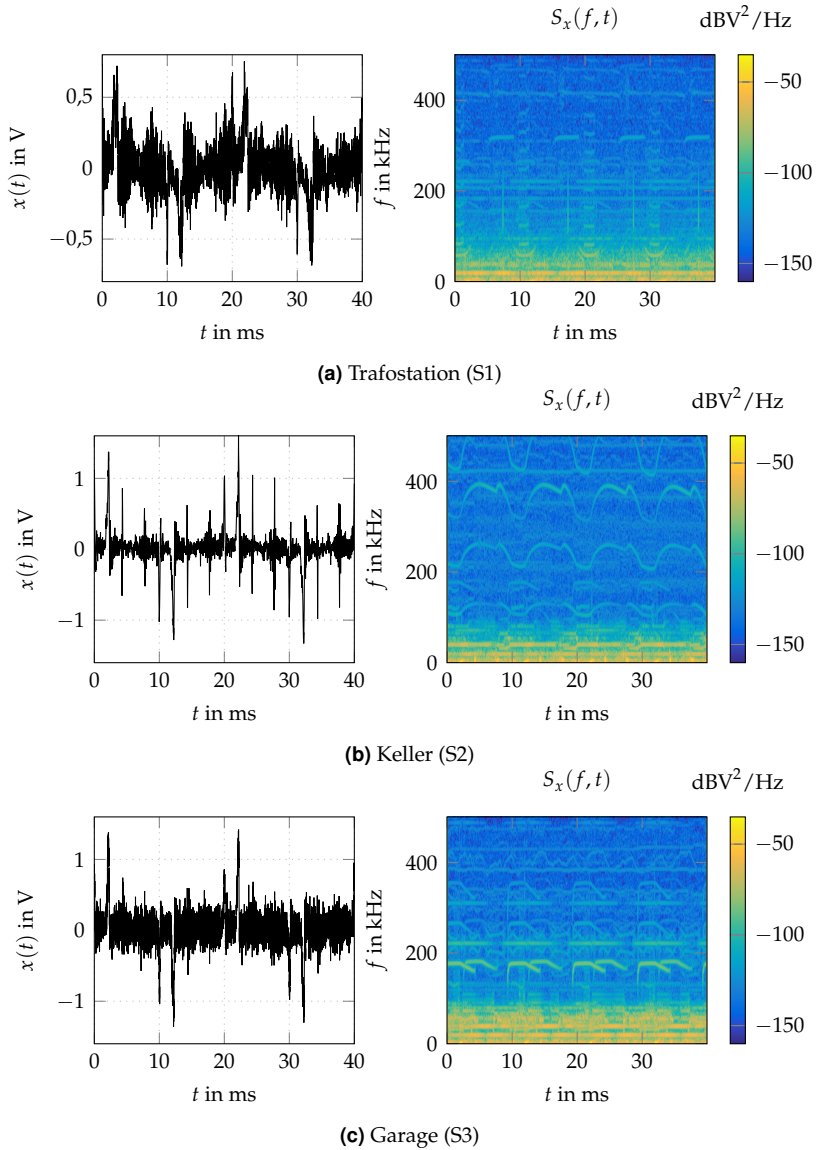 S_x(f, t)
dBV²/Hz
0,5
0
−0,5
x(t) in V
0 10 20 30 40
t in ms
400
200
0
f in kHz
0 10 20 30
t in ms
−50
−100
−150
(a) Trafostation (S1)
S_x(f, t)
dBV²/Hz
1
0
−1
x(t) in V
0 10 20 30 40
t in ms
400
200
0
f in kHz
0 10 20 30
t in ms
−50
−100
−150
(b) Keller (S2)
S_x(f, t)
dBV²/Hz
1
0
−1
x(t) in V
0 10 20 30 40
t in ms
400
200
0
f in kHz
0 10 20 30
t in ms
−50
−100
−150
(c) Garage (S3)